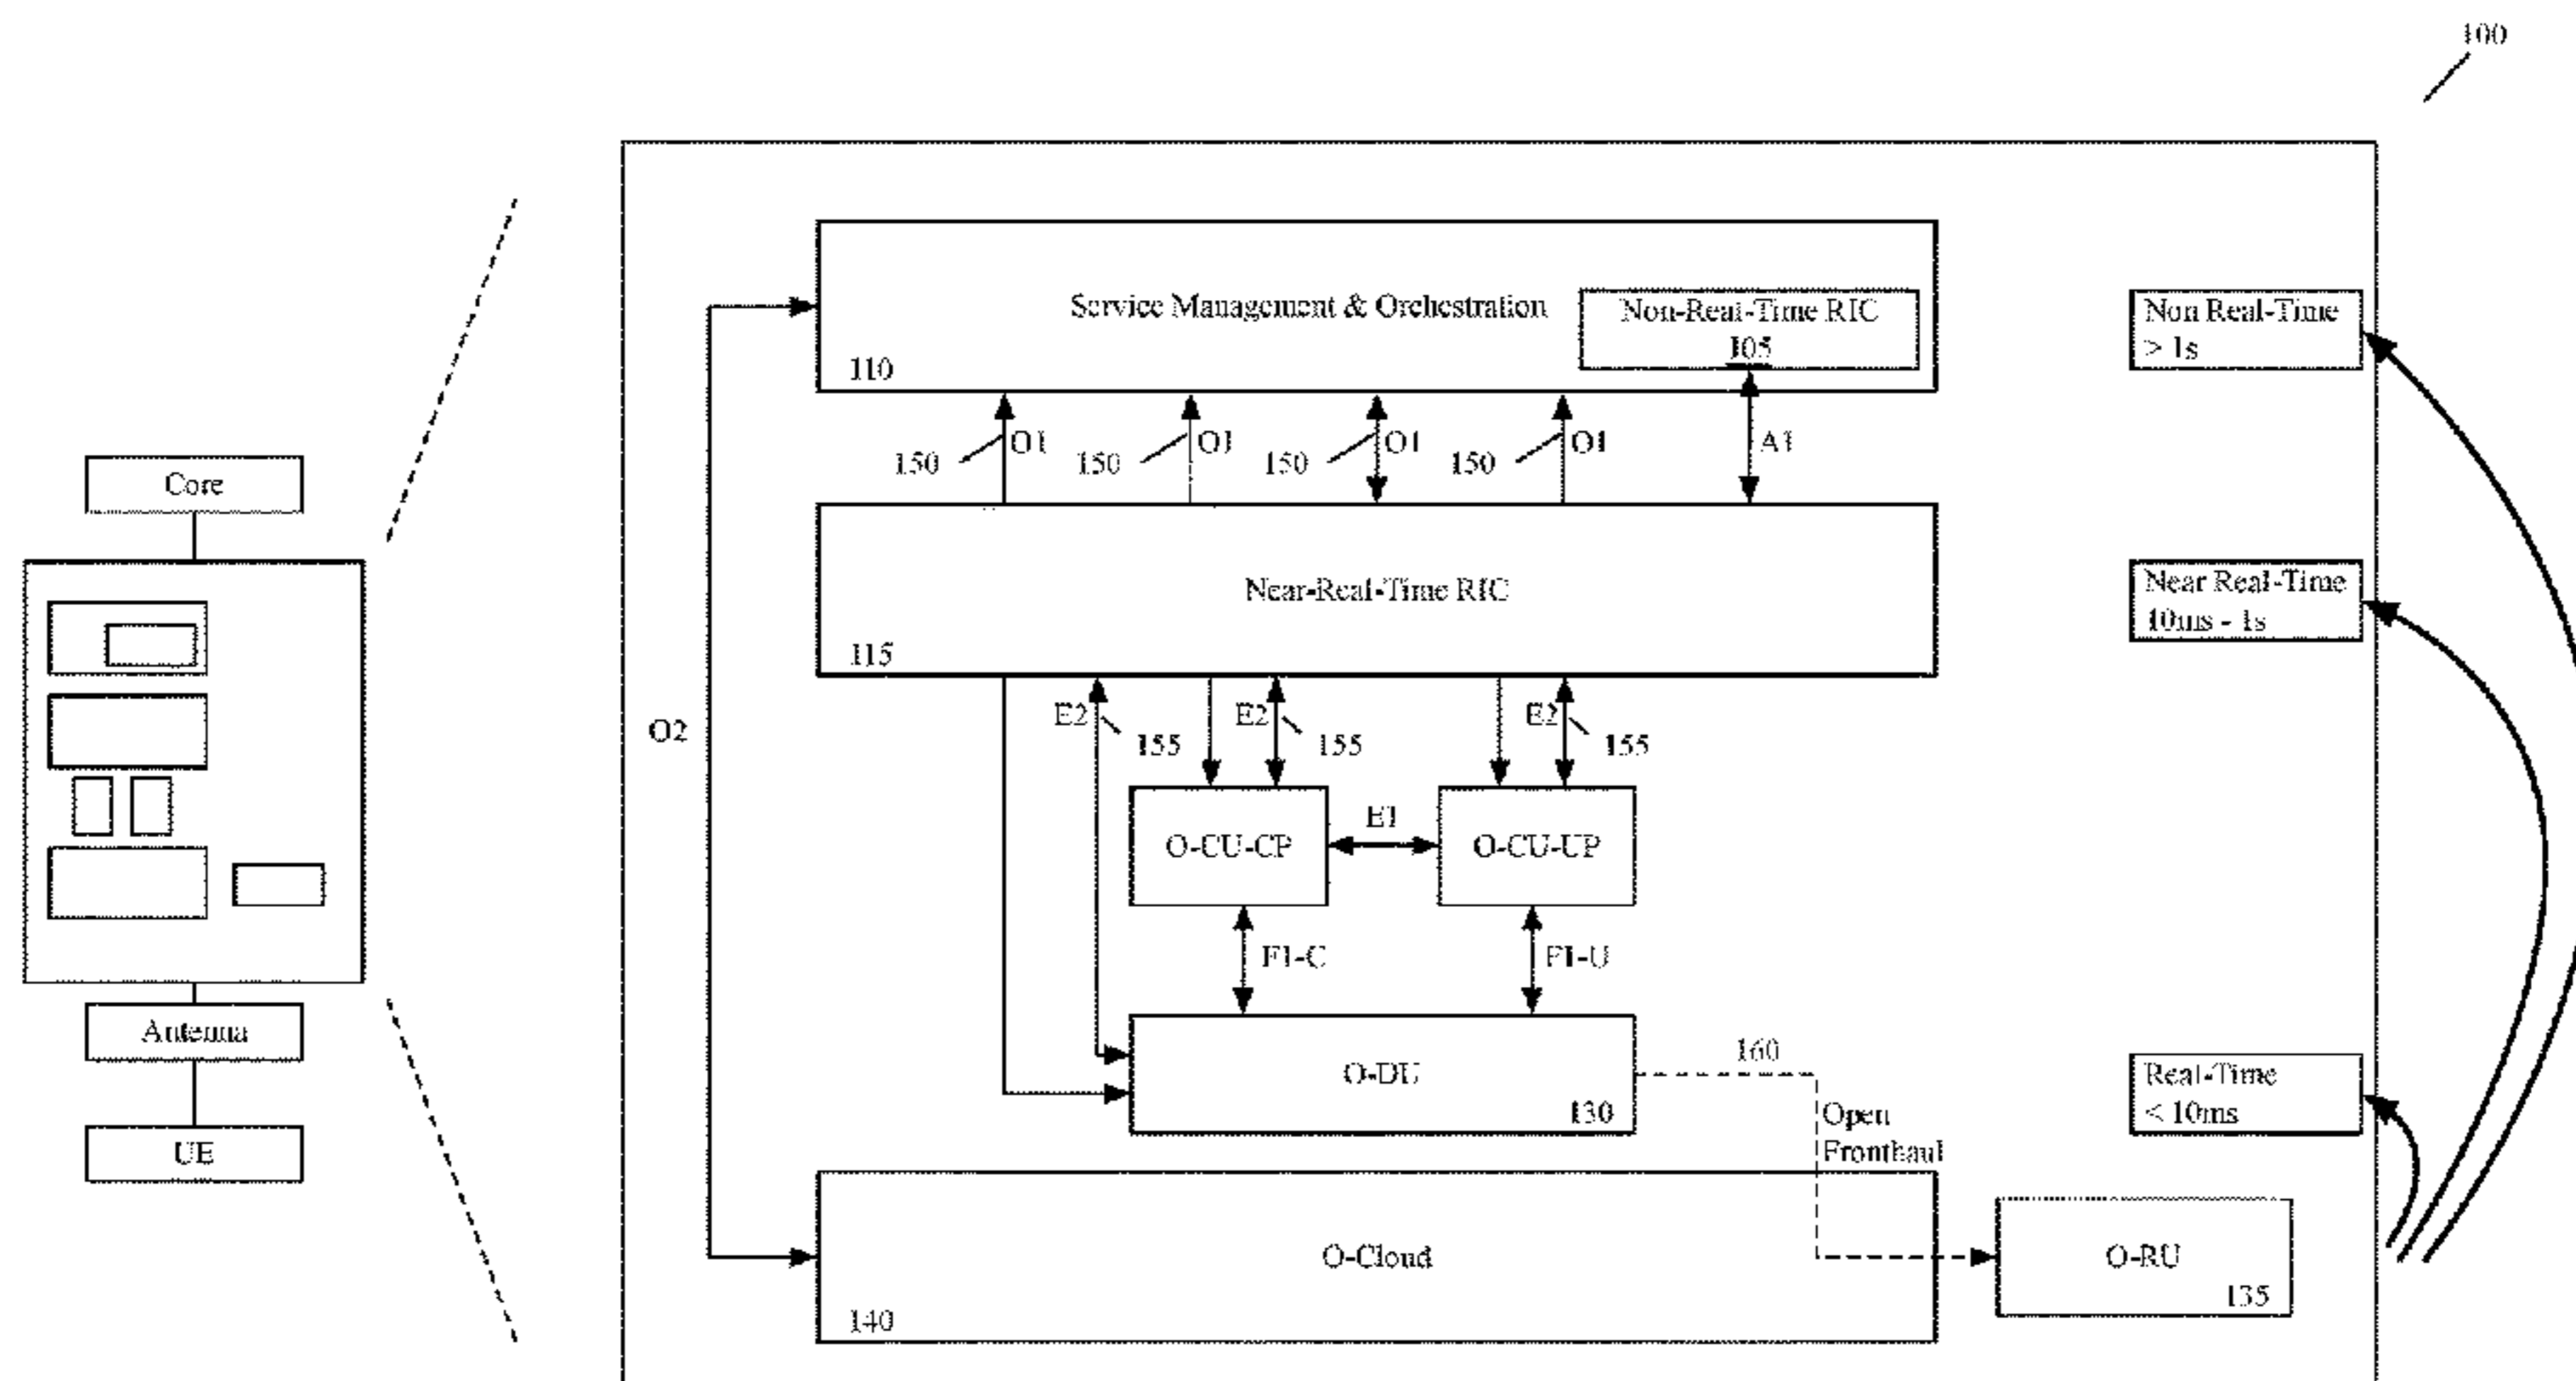 100
Service Management & Orchestration
Non-Real-Time RIC
105
110
Non Real-Time
> 1s
150
O1
150
O1
150
O1
150
O1
A1
Core
Near-Real-Time RIC
115
Near Real-Time
10ms - 1s
O2
E2
155
E2
155
E2
155
O-CU-CP
E1
O-CU-UP
F1-C
F1-U
Antenna
UE
O-DU
130
160
Open
Fronthaul
Real-Time
< 10ms
O-Cloud
140
O-RU
135